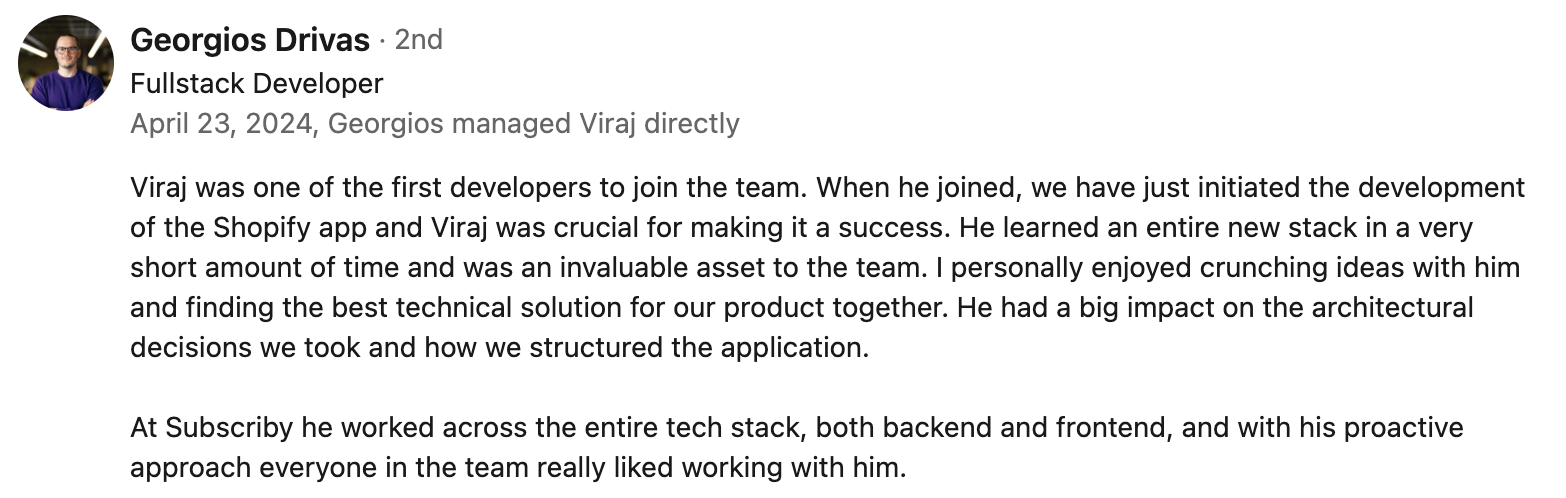 Georgios Drivas · 2nd
Fullstack Developer
April 23, 2024, Georgios managed Viraj directly
Viraj was one of the first developers to join the team. When he joined, we have just initiated the development
of the Shopify app and Viraj was crucial for making it a success. He learned an entire new stack in a very
short amount of time and was an invaluable asset to the team. I personally enjoyed crunching ideas with him
and finding the best technical solution for our product together. He had a big impact on the architectural
decisions we took and how we structured the application.
At Subscriby he worked across the entire tech stack, both backend and frontend, and with his proactive
approach everyone in the team really liked working with him.